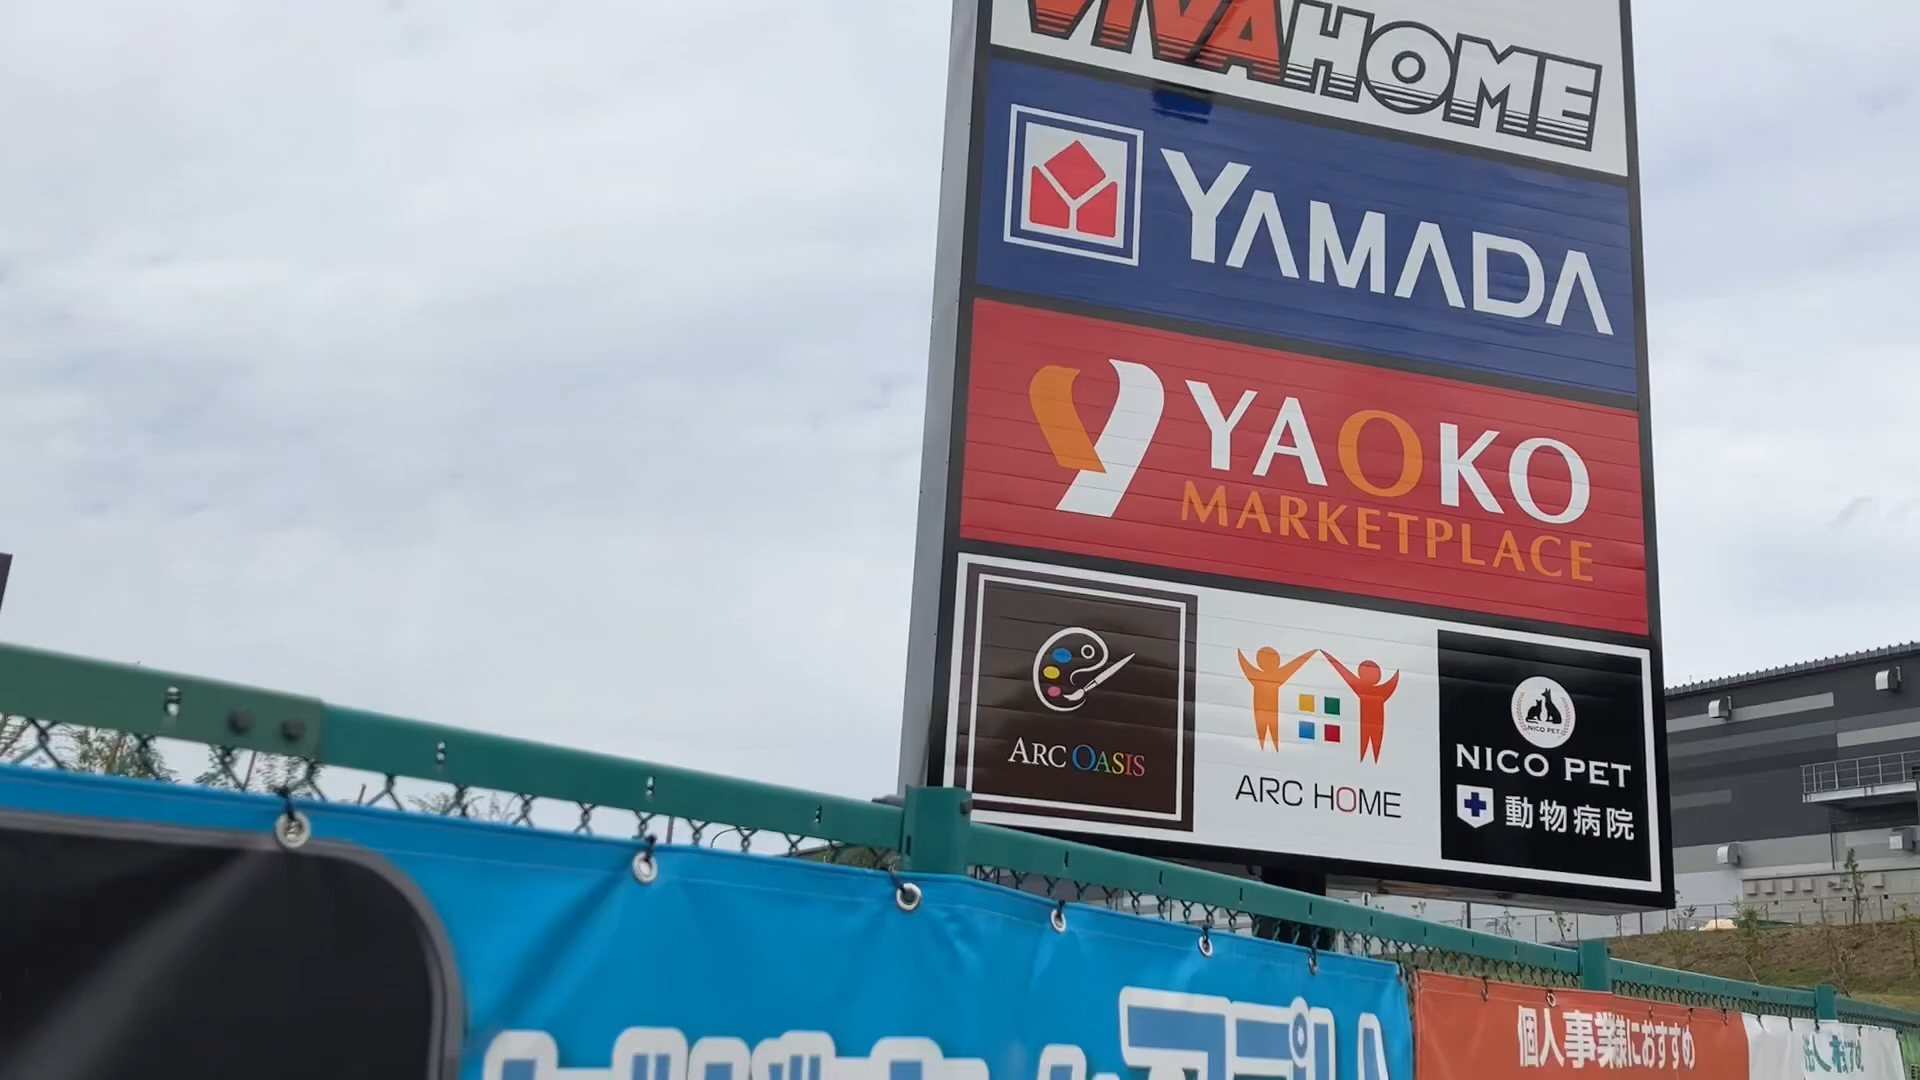 VIVAHOME
YAMADA
YAOKO
MARKETPLACE
ARC OASIS
ARC HOME
NICO PET
NICO PET
動物病院
個人事業様におすすめ